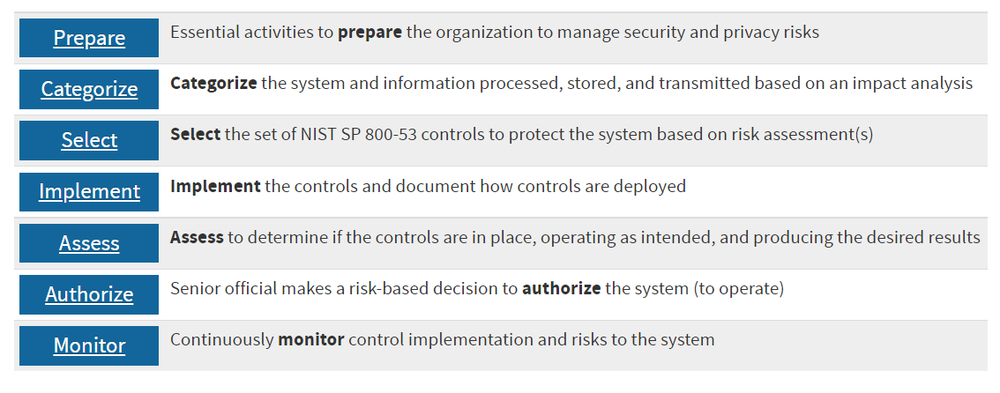 Prepare
Essential activities to prepare the organization to manage security and privacy risks
Categorize
Categorize the system and information processed, stored, and transmitted based on an impact analysis
Select
Select the set of NIST SP 800-53 controls to protect the system based on risk assessment(s)
Implement
Implement the controls and document how controls are deployed
Assess
Assess to determine if the controls are in place, operating as intended, and producing the desired results
Authorize
Senior official makes a risk-based decision to authorize the system (to operate)
Monitor
Continuously monitor control implementation and risks to the system